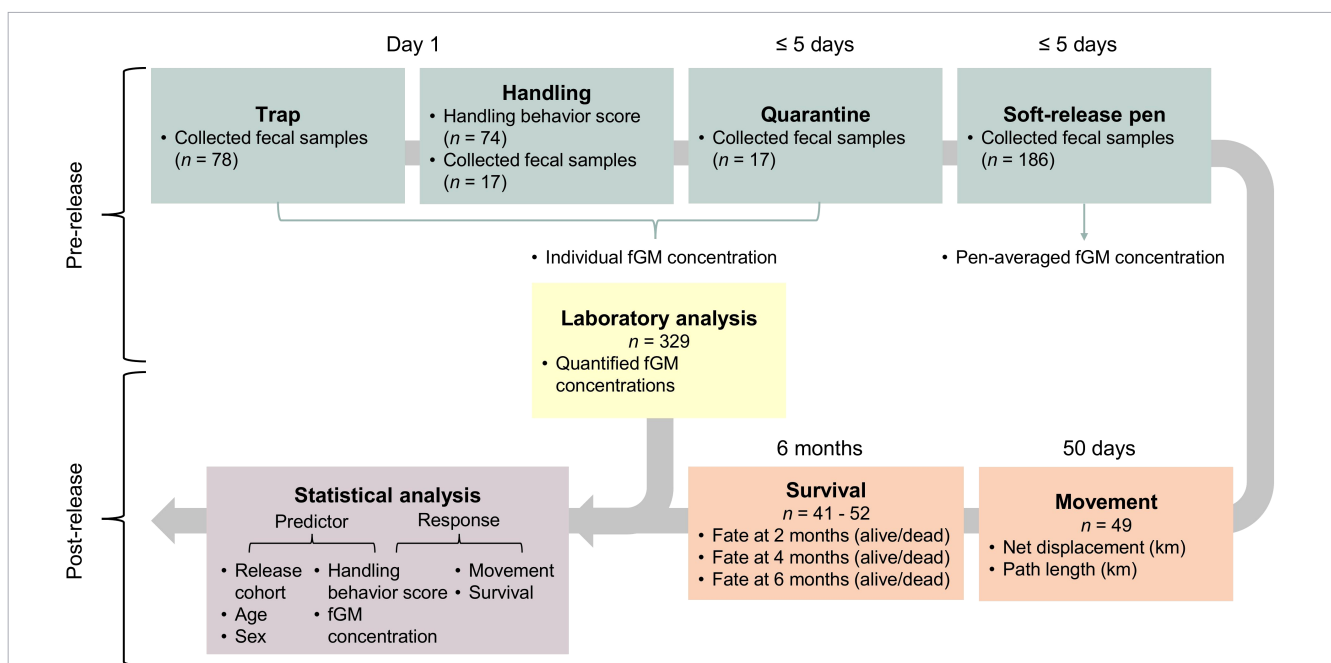 Day 1
≤ 5 days
≤ 5 days
Pre-release
Trap
• Collected fecal samples
(n = 78)
Handling
• Handling behavior score
(n = 74)
• Collected fecal samples
(n = 17)
Quarantine
• Collected fecal samples
(n = 17)
Soft-release pen
• Collected fecal samples
(n = 186)
• Individual fGM concentration
• Pen-averaged fGM concentration
Laboratory analysis
n = 329
• Quantified fGM
concentrations
Post-release
6 months
50 days
Statistical analysis
Predictor
Response
• Release
cohort
• Age
• Sex
• Handling
behavior score
• fGM
concentration
• Movement
• Survival
Survival
n = 41 - 52
• Fate at 2 months (alive/dead)
• Fate at 4 months (alive/dead)
• Fate at 6 months (alive/dead)
Movement
n = 49
• Net displacement (km)
• Path length (km)